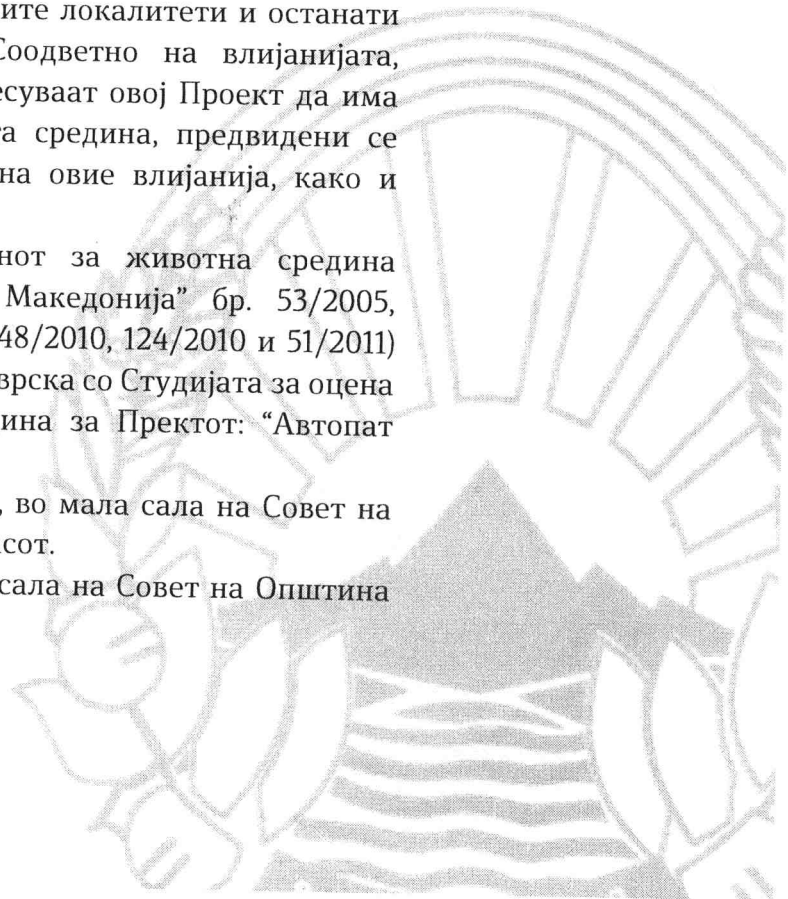 ите локалитети и останати
Соодветно на влијанијата,
есуваат овој Проект да има
та средина, предвидени се
на овие влијанија, како и
нот за животна средина
Македонија” бр. 53/2005,
48/2010, 124/2010 и 51/2011)
врска со Студијата за оцена
ина за Пректот: “Автопат
, во мала сала на Совет на
сот.
сала на Совет на Општина